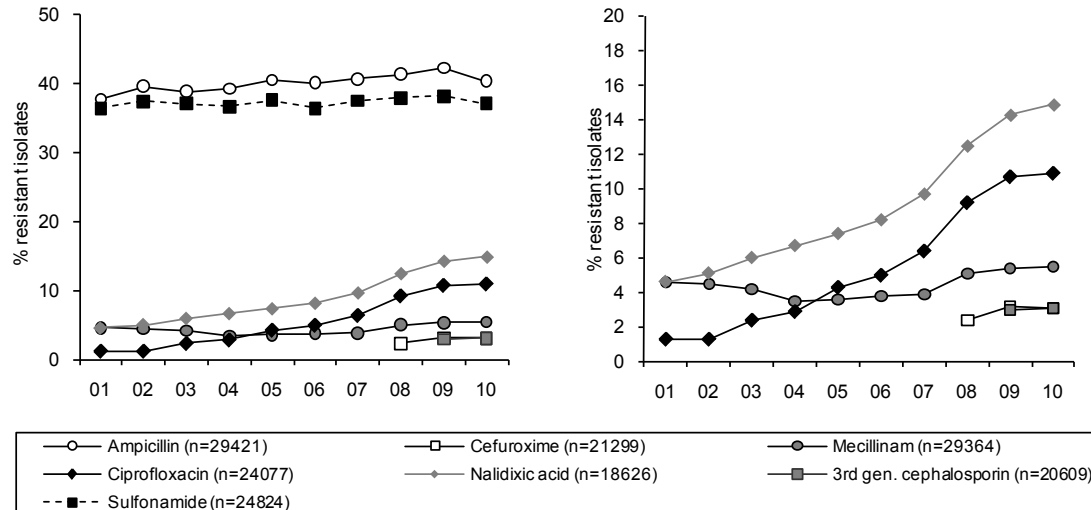 50
40
30
20
10
0
% resistant isolates
01 02 03 04 05 06 07 08 09 10
20
18
16
14
12
10
8
6
4
2
0
% resistant isolates
01 02 03 04 05 06 07 08 09 10
Ampicillin (n=29421) Cefuroxime (n=21299) Mecillinam (n=29364)
Ciprofloxacin (n=24077) Nalidixic acid (n=18626) 3rd gen. cephalosporin (n=20609)
Sulfonamide (n=24824)